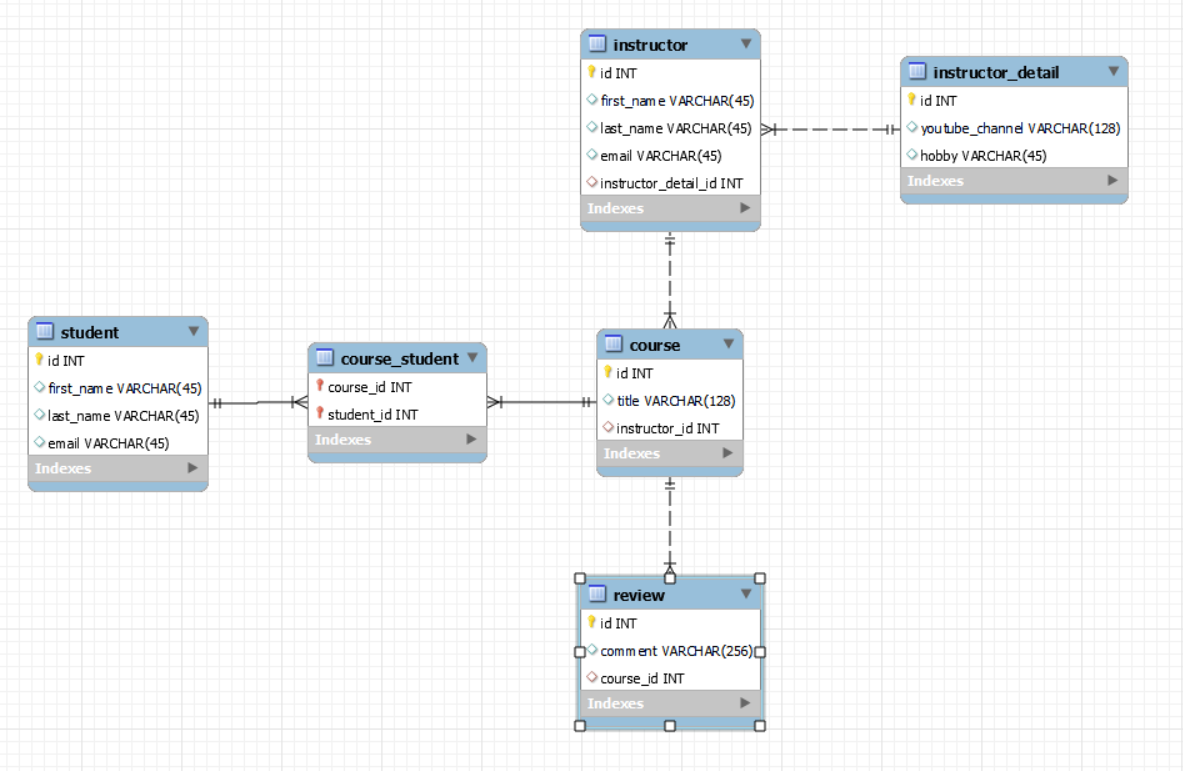 instructor
id INT
first_name VARCHAR(45)
last_name VARCHAR(45)
email VARCHAR(45)
instructor_detail_id INT
Indexes
instructor_detail
id INT
youtube_channel VARCHAR(128)
hobby VARCHAR(45)
Indexes
student
id INT
first_name VARCHAR(45)
last_name VARCHAR(45)
email VARCHAR(45)
Indexes
course_student
course_id INT
student_id INT
Indexes
course
id INT
title VARCHAR(128)
instructor_id INT
Indexes
review
id INT
comment VARCHAR(256)
course_id INT
Indexes